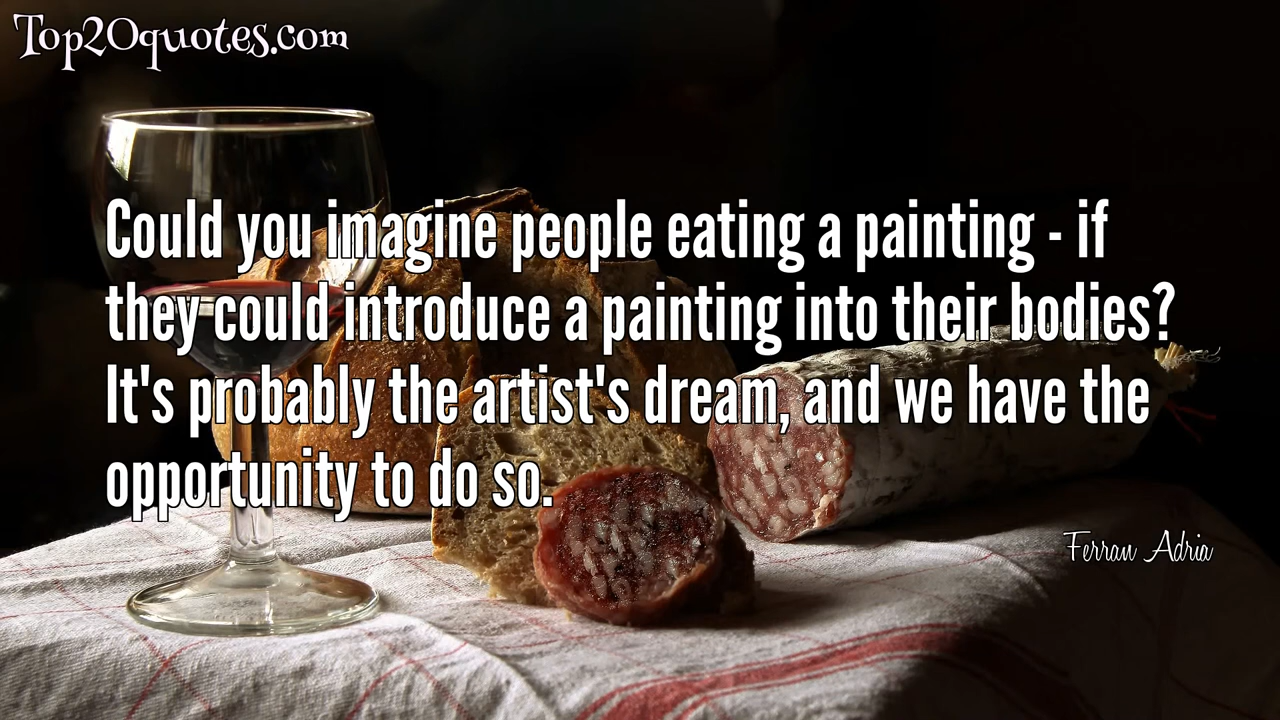 Top20quotes.com
Could you imagine people eating a painting - if
they could introduce a painting into their bodies?
It's probably the artist's dream, and we have the
opportunity to do so.
Ferran Adria